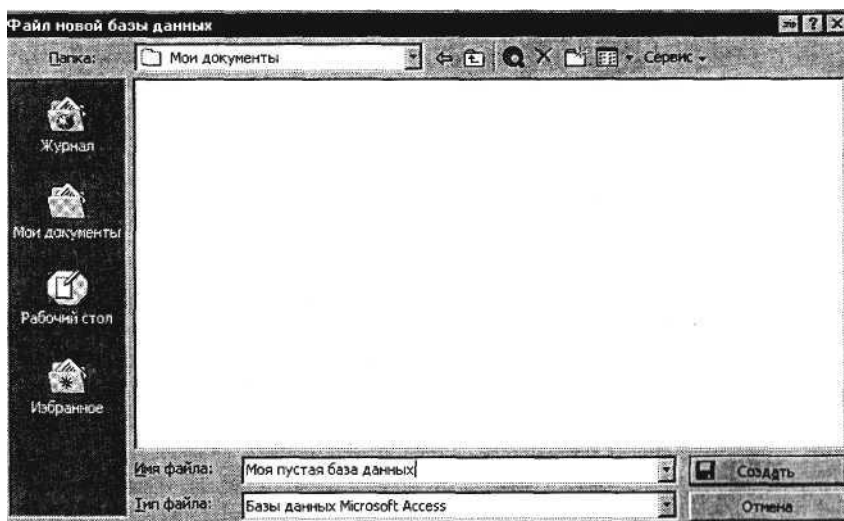 Файл новой базы данных
Папка: Мои документы Сервис
Журнал
Мои документы
Рабочий стол
Избранное
Имя файла: Моя пустая база данных Создать
Тип файла: Базы данных Microsoft Access Отмена